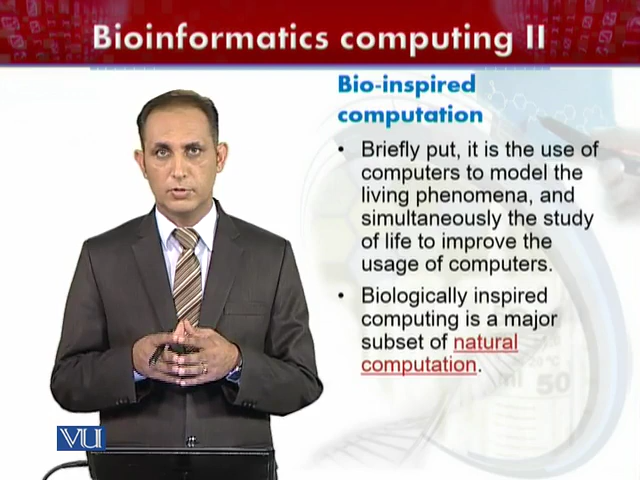 Bioinformatics computing II
Bio-inspired
computation
• Briefly put, it is the use of
computers to model the
living phenomena, and
simultaneously the study
of life to improve the
usage of computers.
• Biologically inspired
computing is a major
subset of natural
computation.
50
ml
VU